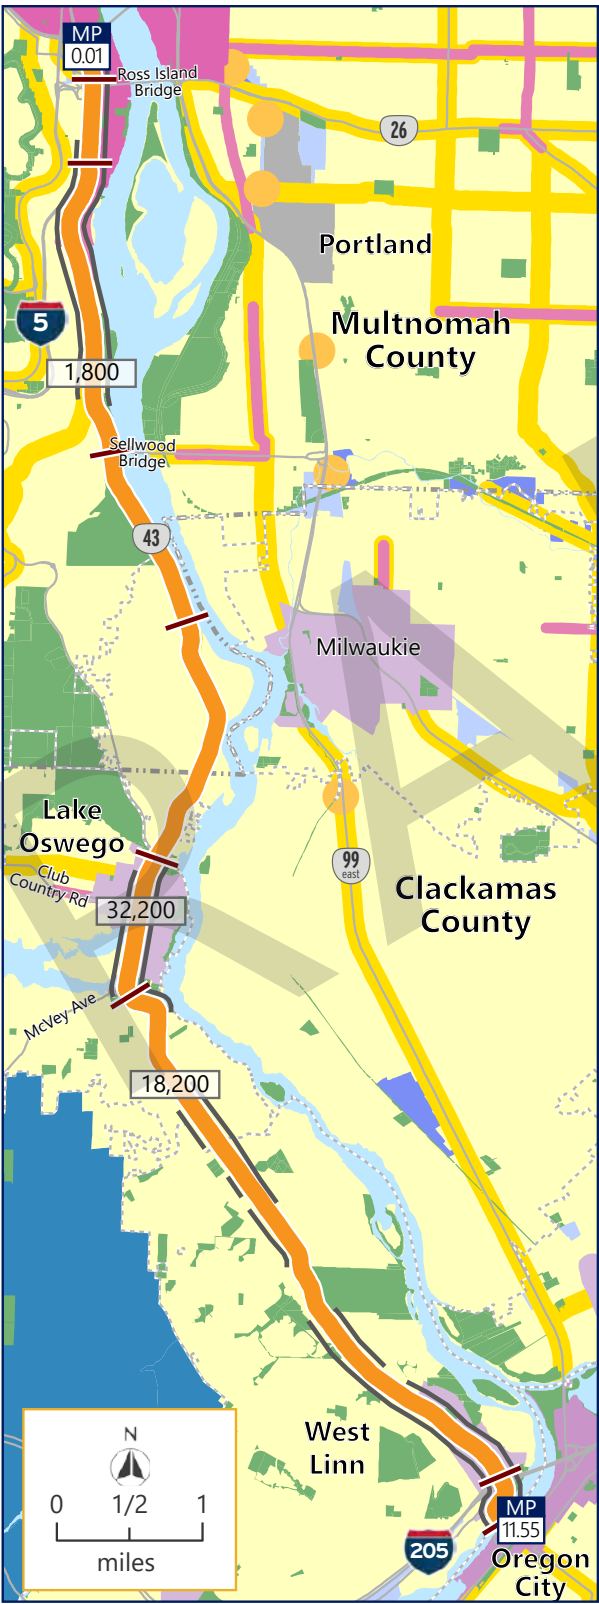 MP
0.01
Ross Island
Bridge
26
Portland
5
Multnomah
County
1,800
Sellwood
Bridge
43
Milwaukie
Lake
Oswego
99
east
Club
Country Rd
Clackamas
County
32,200
McVey Ave
18,200
West
Linn
N
0 1/2 1
miles
MP
11.55
205
Oregon
City